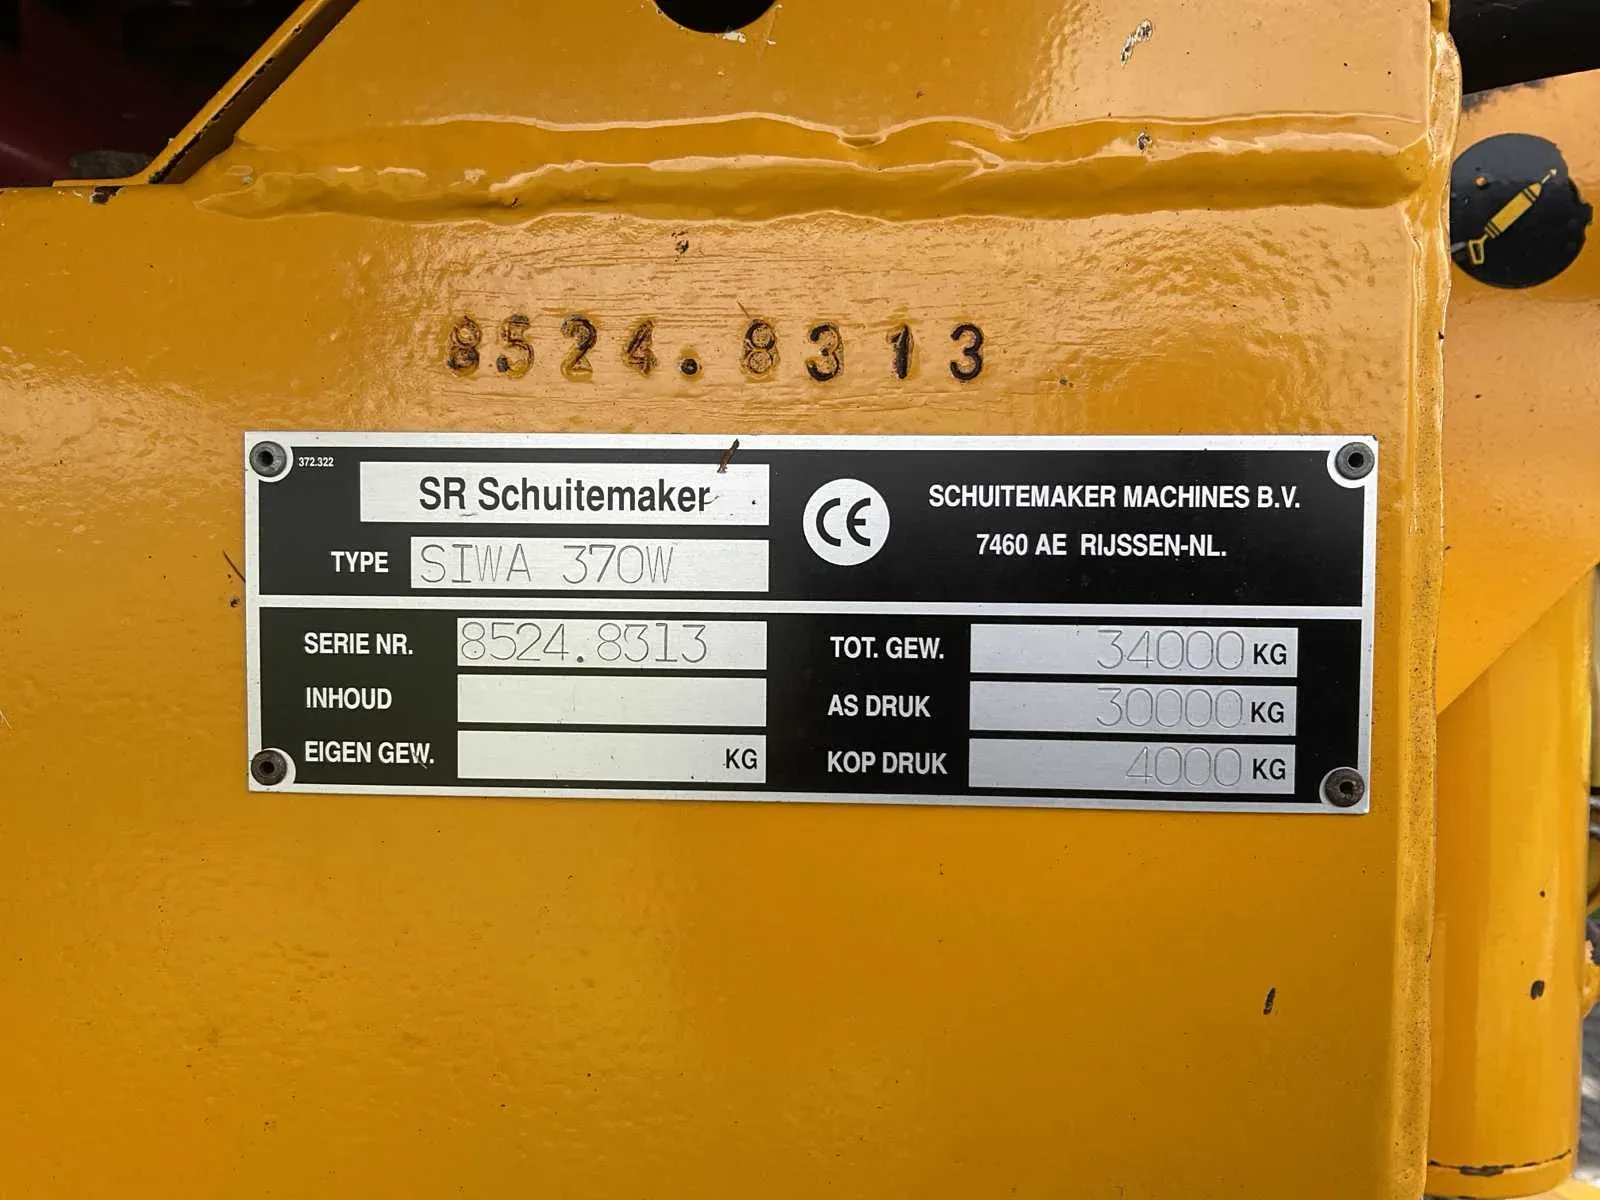 8524.8313
372.322
SR Schuitemaker
TYPE SIWA 370W
CE
SCHUITEMAKER MACHINES B.V.
7460 AE RIJSSEN-NL.
SERIE NR. 8524.8313
INHOUD
EIGEN GEW. KG
TOT. GEW. 34000 KG
AS DRUK 30000 KG
KOP DRUK 4000 KG